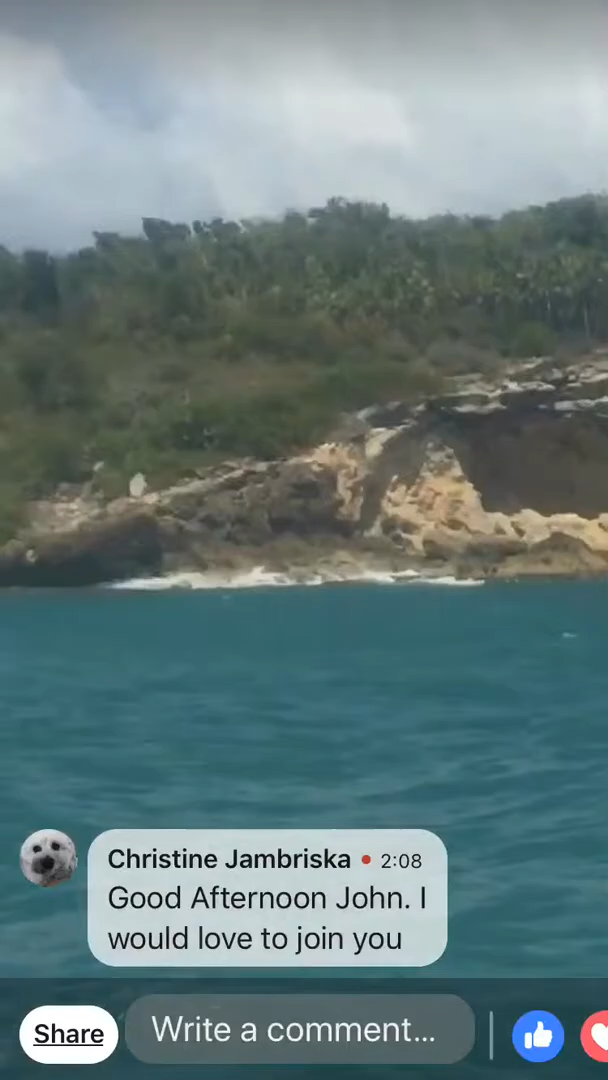 Christine Jambriska • 2:08
Good Afternoon John. I
would love to join you
Share
Write a comment...